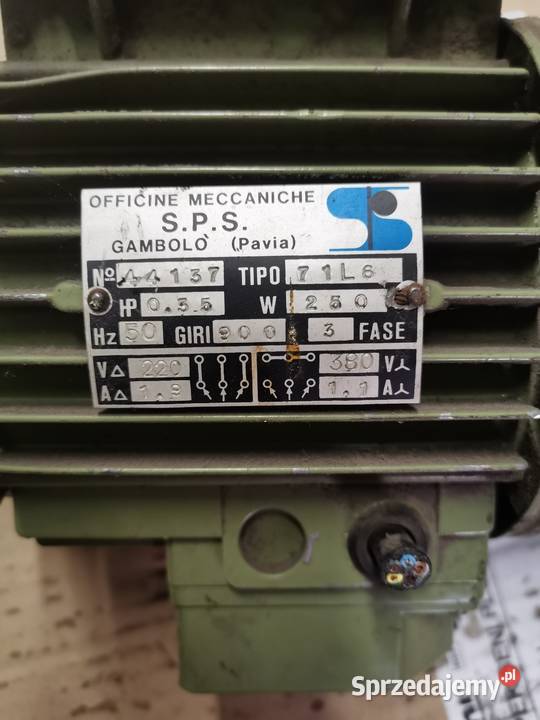 OFFICINE MECCANICHE
S.P.S.
GAMBOLO (Pavia)
No 44137 TIPO 71L6
HP 0.35 W 250
Hz 50 GIRI 900 3 FASE
V△ 220 380 V⅄
A△ 1,9 1,1 A⅄
Sprzedajemy.pl